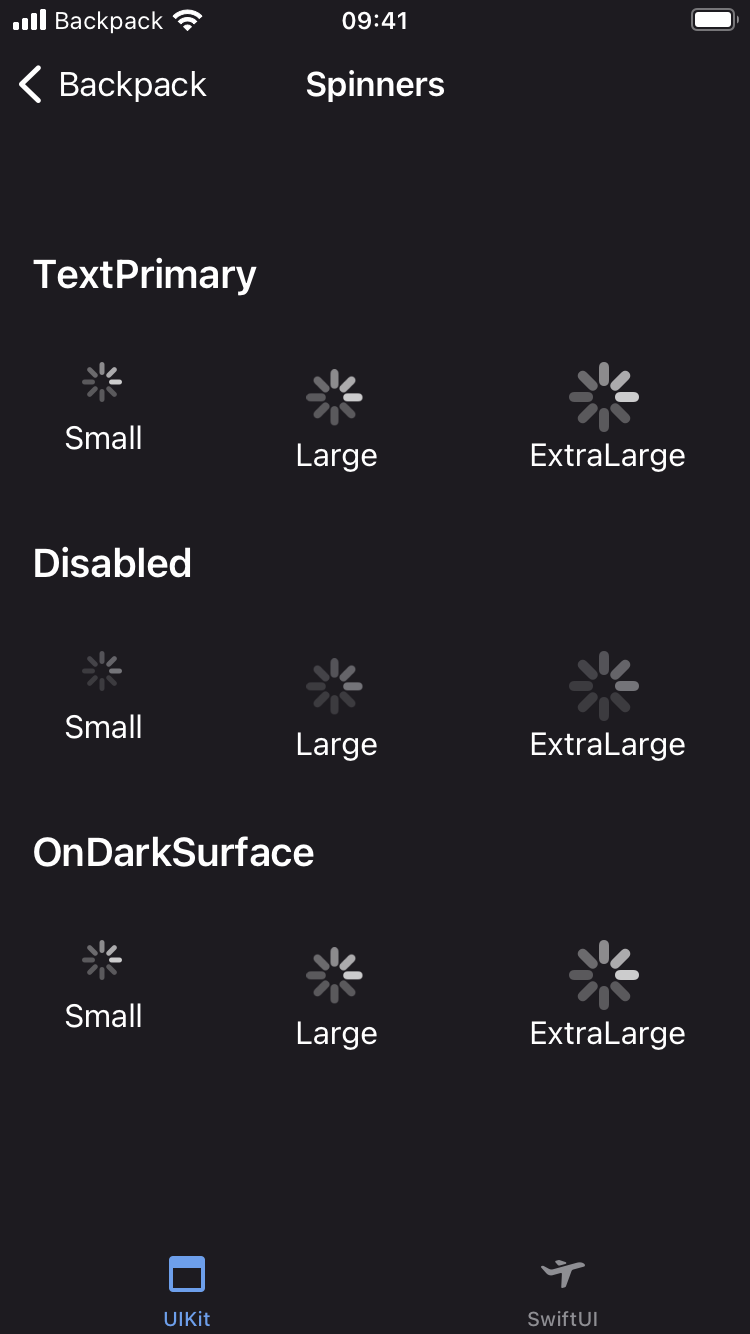 Backpack 09:41
Backpack Spinners
TextPrimary
Small Large ExtraLarge
Disabled
Small Large ExtraLarge
OnDarkSurface
Small Large ExtraLarge
UIKit SwiftUI